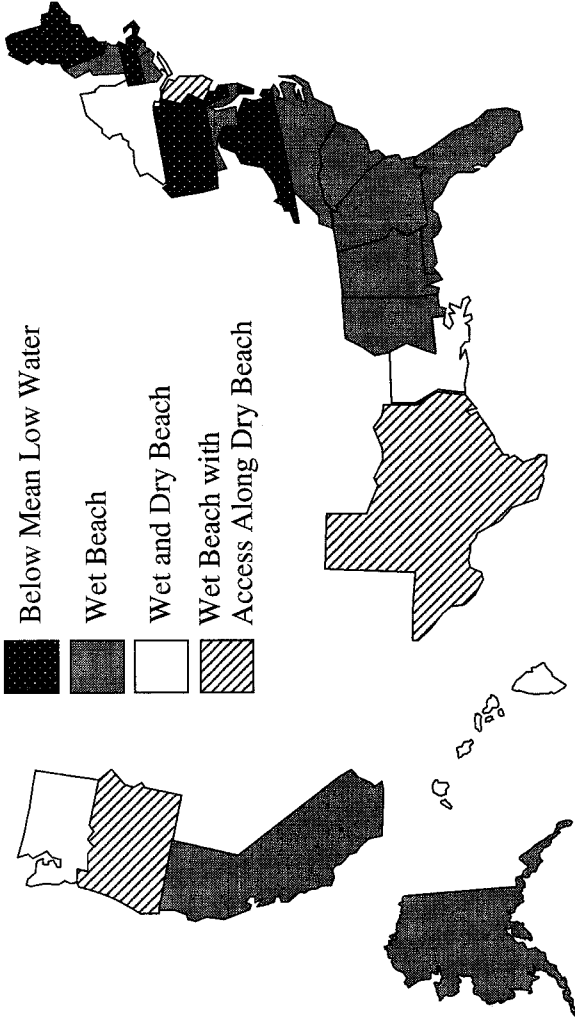 Below Mean Low Water
Wet Beach
Wet and Dry Beach
Wet Beach with
Access Along Dry Beach